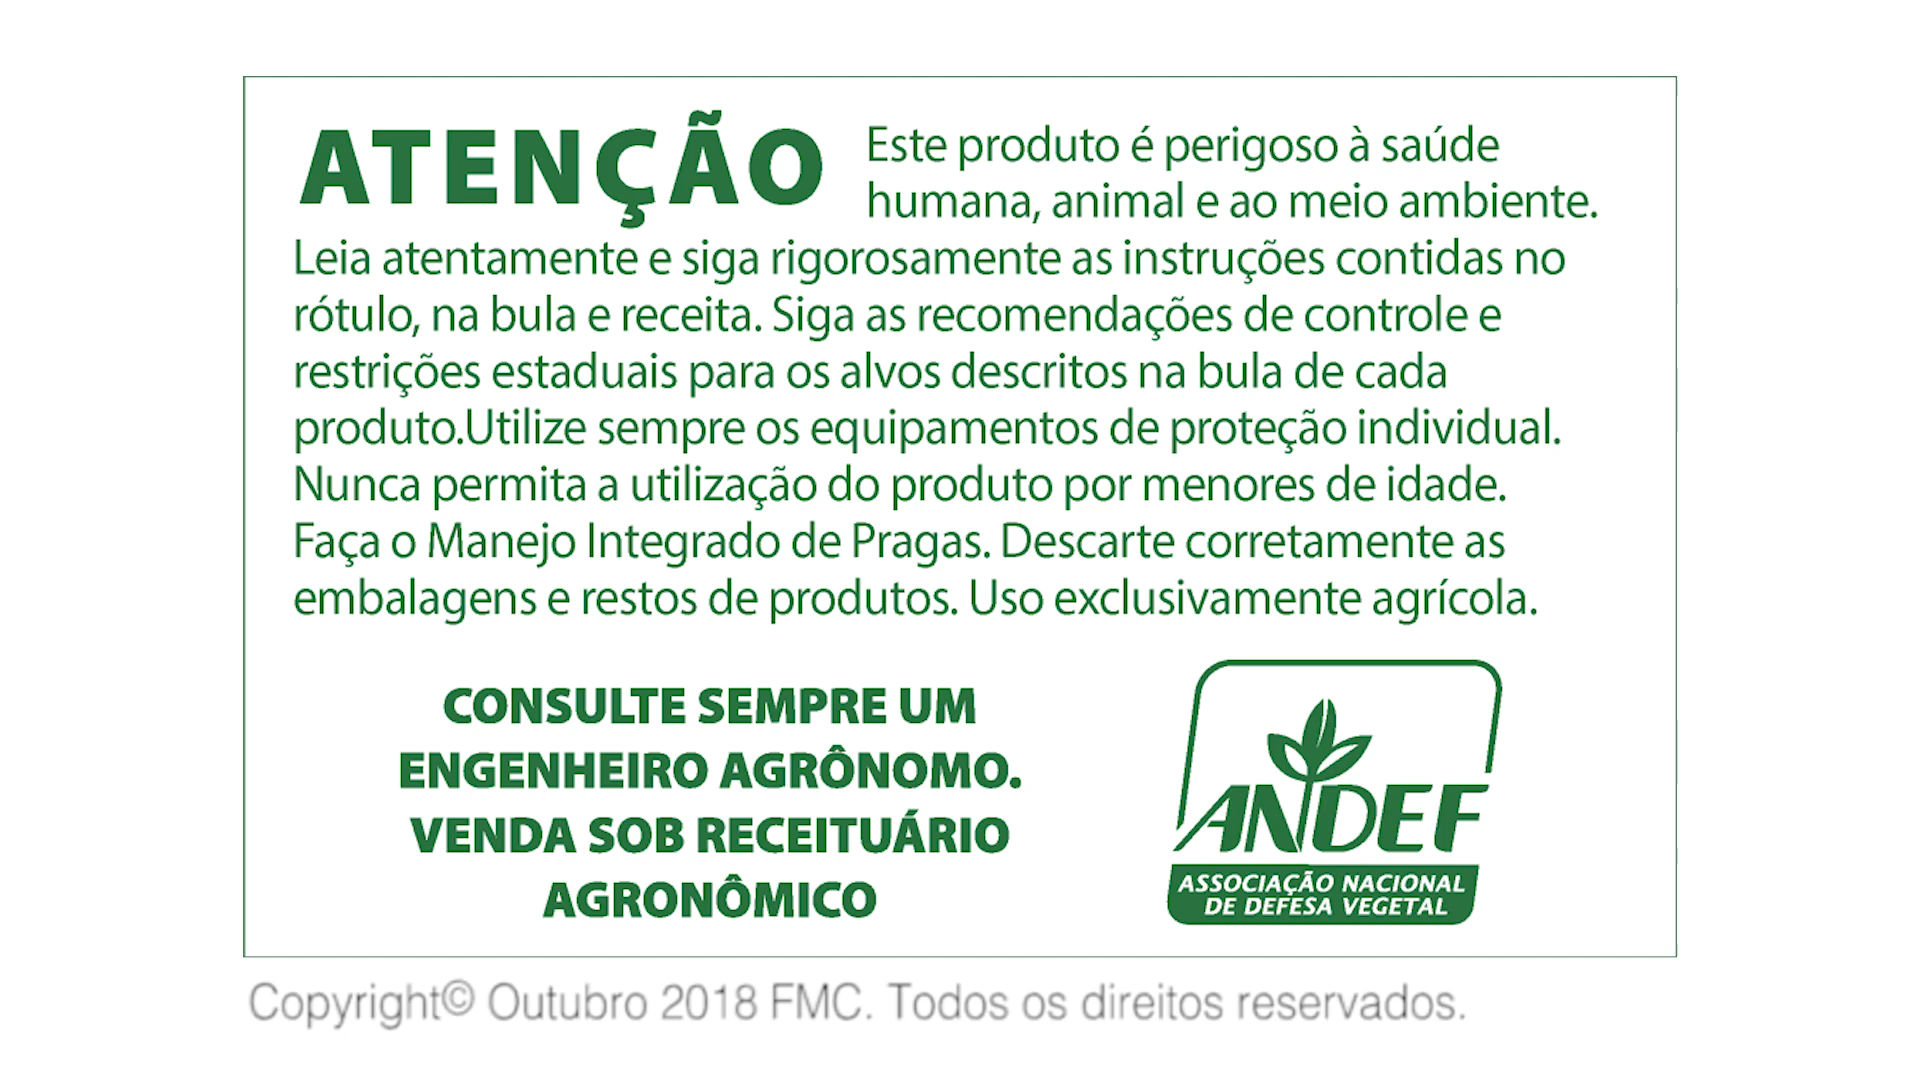 ATENÇÃO Este produto é perigoso à saúde
humana, animal e ao meio ambiente.
Leia atentamente e siga rigorosamente as instruções contidas no
rótulo, na bula e receita. Siga as recomendações de controle e
restrições estaduais para os alvos descritos na bula de cada
produto.Utilize sempre os equipamentos de proteção individual.
Nunca permita a utilização do produto por menores de idade.
Faça o Manejo Integrado de Pragas. Descarte corretamente as
embalagens e restos de produtos. Uso exclusivamente agrícola.
CONSULTE SEMPRE UM
ENGENHEIRO AGRÔNOMO.
VENDA SOB RECEITUÁRIO
AGRONÔMICO
ANDEF
ASSOCIAÇÃO NACIONAL
DE DEFESA VEGETAL
Copyright© Outubro 2018 FMC. Todos os direitos reservados.